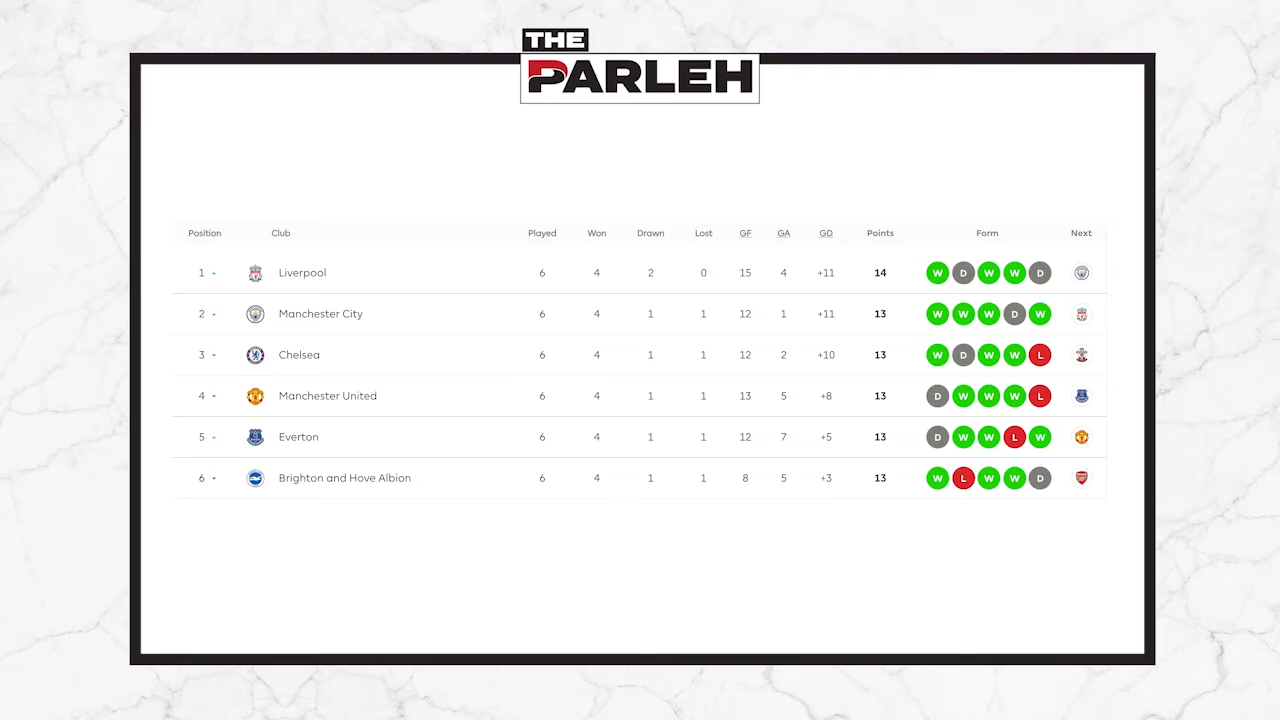 THE
PARLEH
Position Club Played Won Drawn Lost GF GA GD Points Form Next
1 Liverpool 6 4 2 0 15 4 +11 14 W D W W D
2 Manchester City 6 4 1 1 12 1 +11 13 W W W D W
3 Chelsea 6 4 1 1 12 2 +10 13 W D W W L
4 Manchester United 6 4 1 1 13 5 +8 13 D W W W L
5 Everton 6 4 1 1 12 7 +5 13 D W W L W
6 Brighton and Hove Albion 6 4 1 1 8 5 +3 13 W L W W D